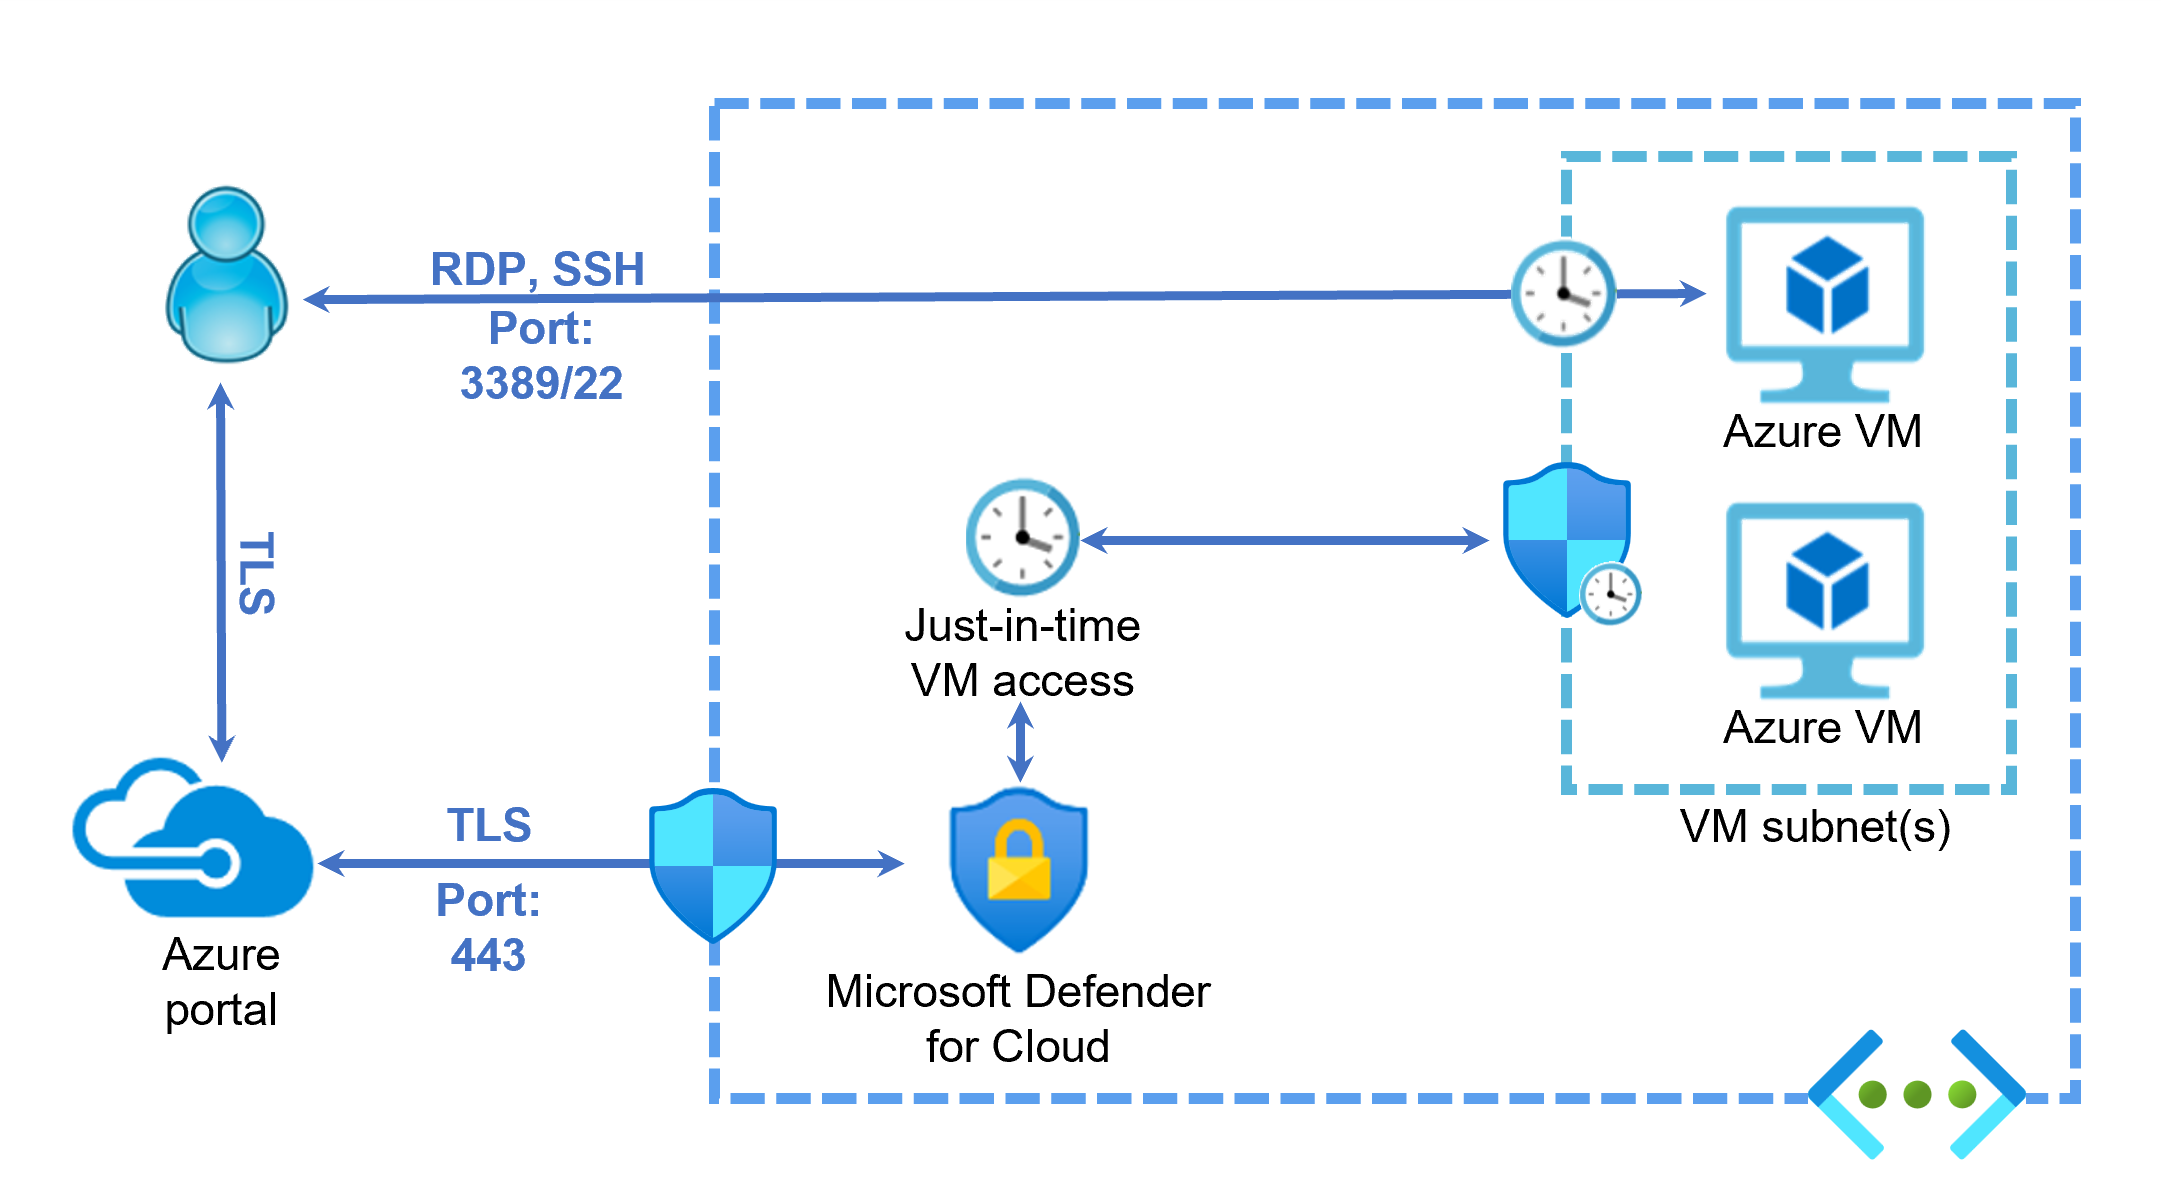 RDP, SSH
Port:
3389/22
Azure VM
TLS
Just-in-time
VM access
Azure VM
VM subnet(s)
TLS
Port:
443
Azure
portal
Microsoft Defender
for Cloud